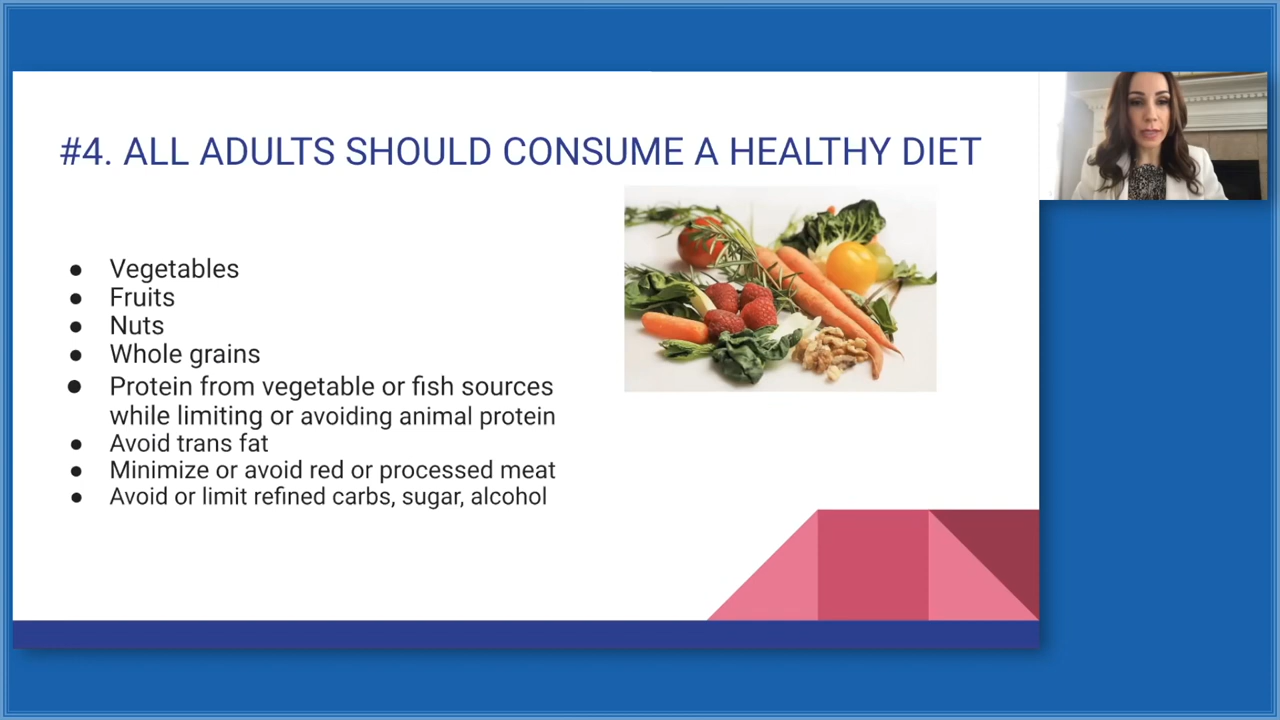 #4. ALL ADULTS SHOULD CONSUME A HEALTHY DIET
● Vegetables
● Fruits
● Nuts
● Whole grains
● Protein from vegetable or fish sources
while limiting or avoiding animal protein
● Avoid trans fat
● Minimize or avoid red or processed meat
● Avoid or limit refined carbs, sugar, alcohol